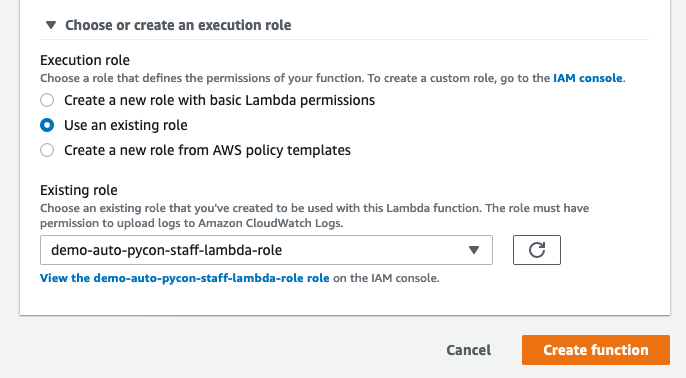 Choose or create an execution role
Execution role
Choose a role that defines the permissions of your function. To create a custom role, go to the IAM console.
Create a new role with basic Lambda permissions
Use an existing role
Create a new role from AWS policy templates
Existing role
Choose an existing role that you've created to be used with this Lambda function. The role must have
permission to upload logs to Amazon CloudWatch Logs.
demo-auto-pycon-staff-lambda-role
View the demo-auto-pycon-staff-lambda-role role on the IAM console.
Cancel
Create function